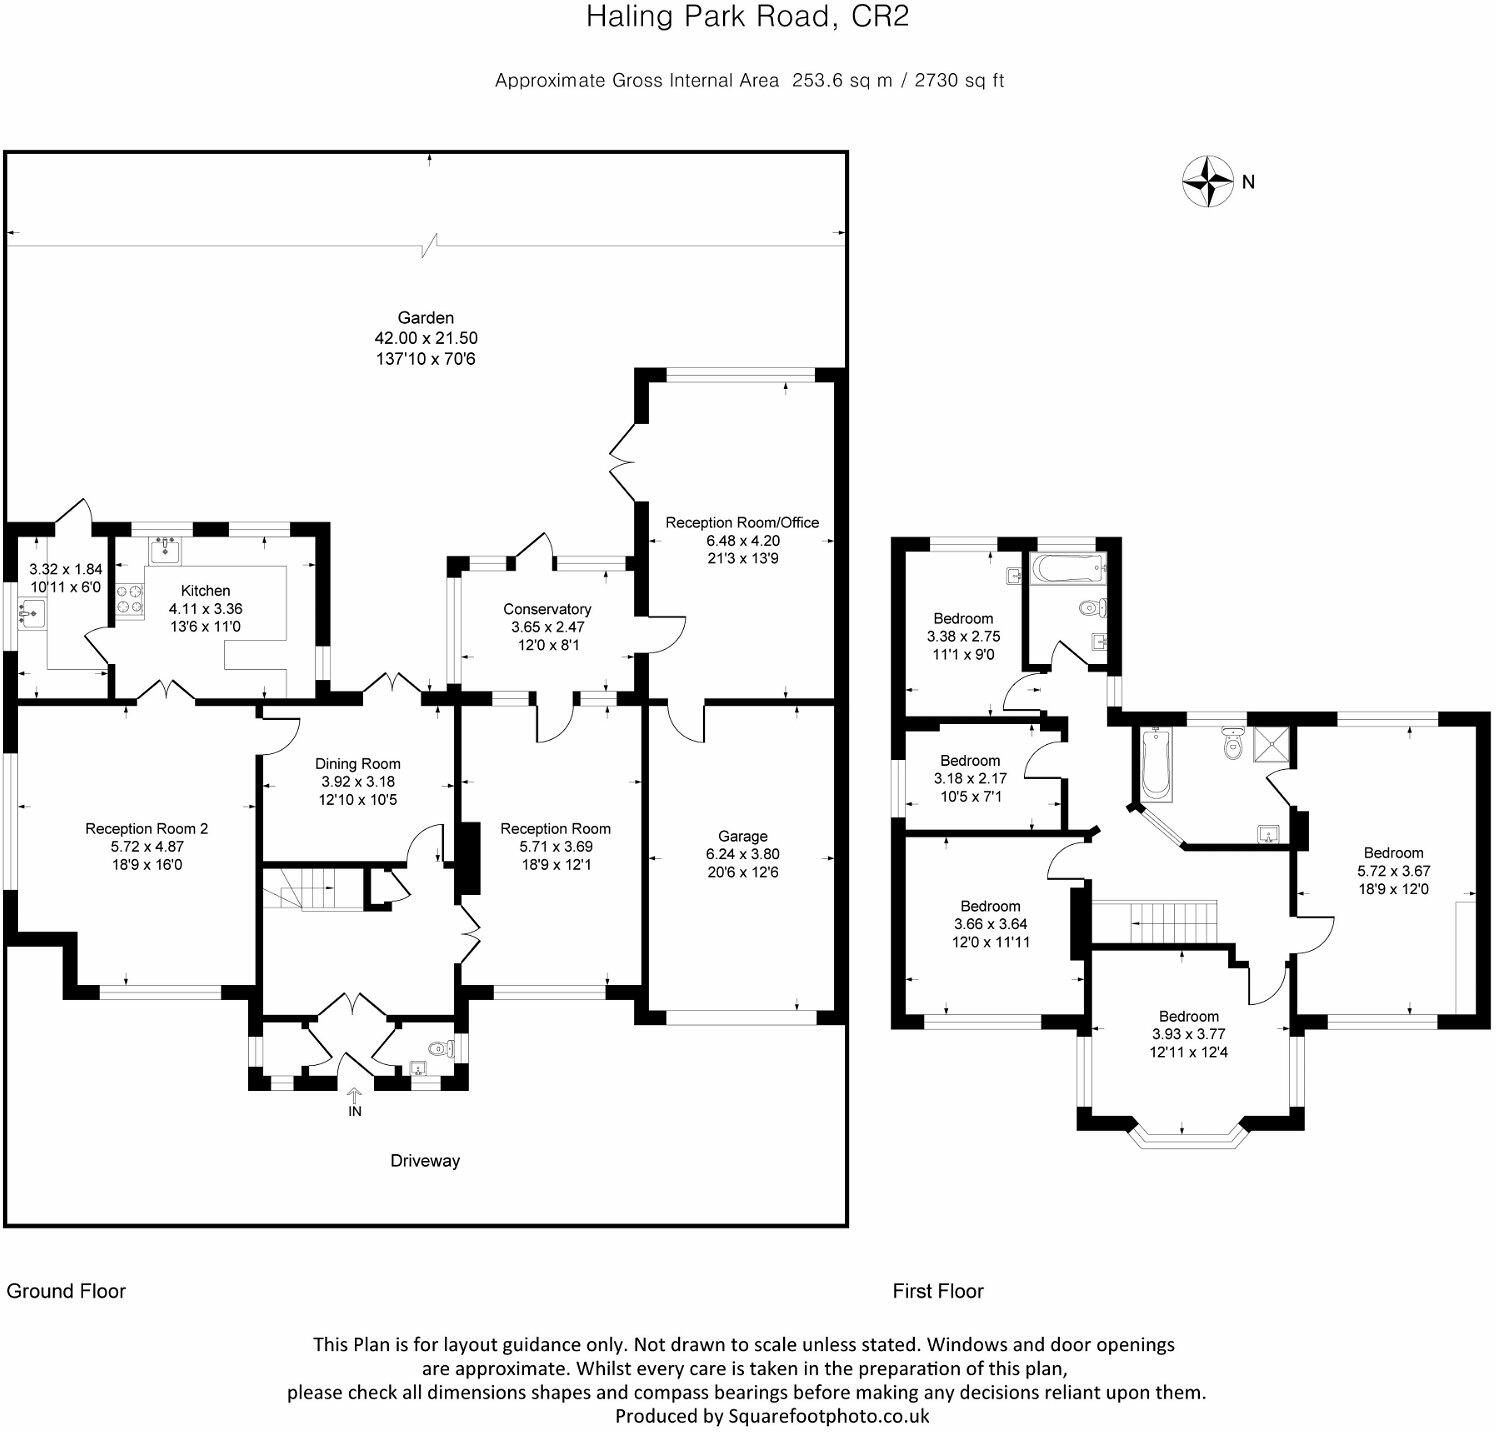 Haling Park Road, CR2
Approximate Gross Internal Area 253.6 sq m / 2730 sq ft
N
Garden
42.00 x 21.50
137'10 x 70'6
Reception Room/Office
6.48 x 4.20
21'3 x 13'9
3.32 x 1.84
10'11 x 6'0
Kitchen
4.11 x 3.36
13'6 x 11'0
Conservatory
3.65 x 2.47
12'0 x 8'1
Dining Room
3.92 x 3.18
12'10 x 10'5
Reception Room 2
5.72 x 4.87
18'9 x 16'0
Reception Room
5.71 x 3.69
18'9 x 12'1
Garage
6.24 x 3.80
20'6 x 12'6
IN
Driveway
Ground Floor
Bedroom
3.38 x 2.75
11'1 x 9'0
Bedroom
3.18 x 2.17
10'5 x 7'1
Bedroom
5.72 x 3.67
18'9 x 12'0
Bedroom
3.66 x 3.64
12'0 x 11'11
Bedroom
3.93 x 3.77
12'11 x 12'4
First Floor
This Plan is for layout guidance only. Not drawn to scale unless stated. Windows and door openings
are approximate. Whilst every care is taken in the preparation of this plan,
please check all dimensions shapes and compass bearings before making any decisions reliant upon them.
Produced by Squarefootphoto.co.uk